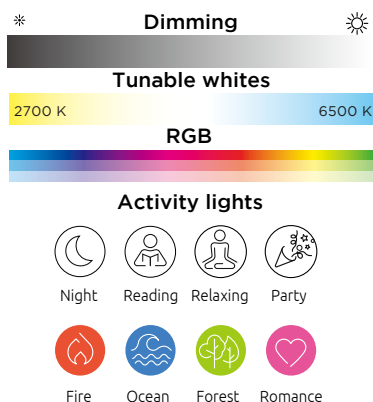 Dimming
Tunable whites
2700 K 6500 K
RGB
Activity lights
Night Reading Relaxing Party
Fire Ocean Forest Romance